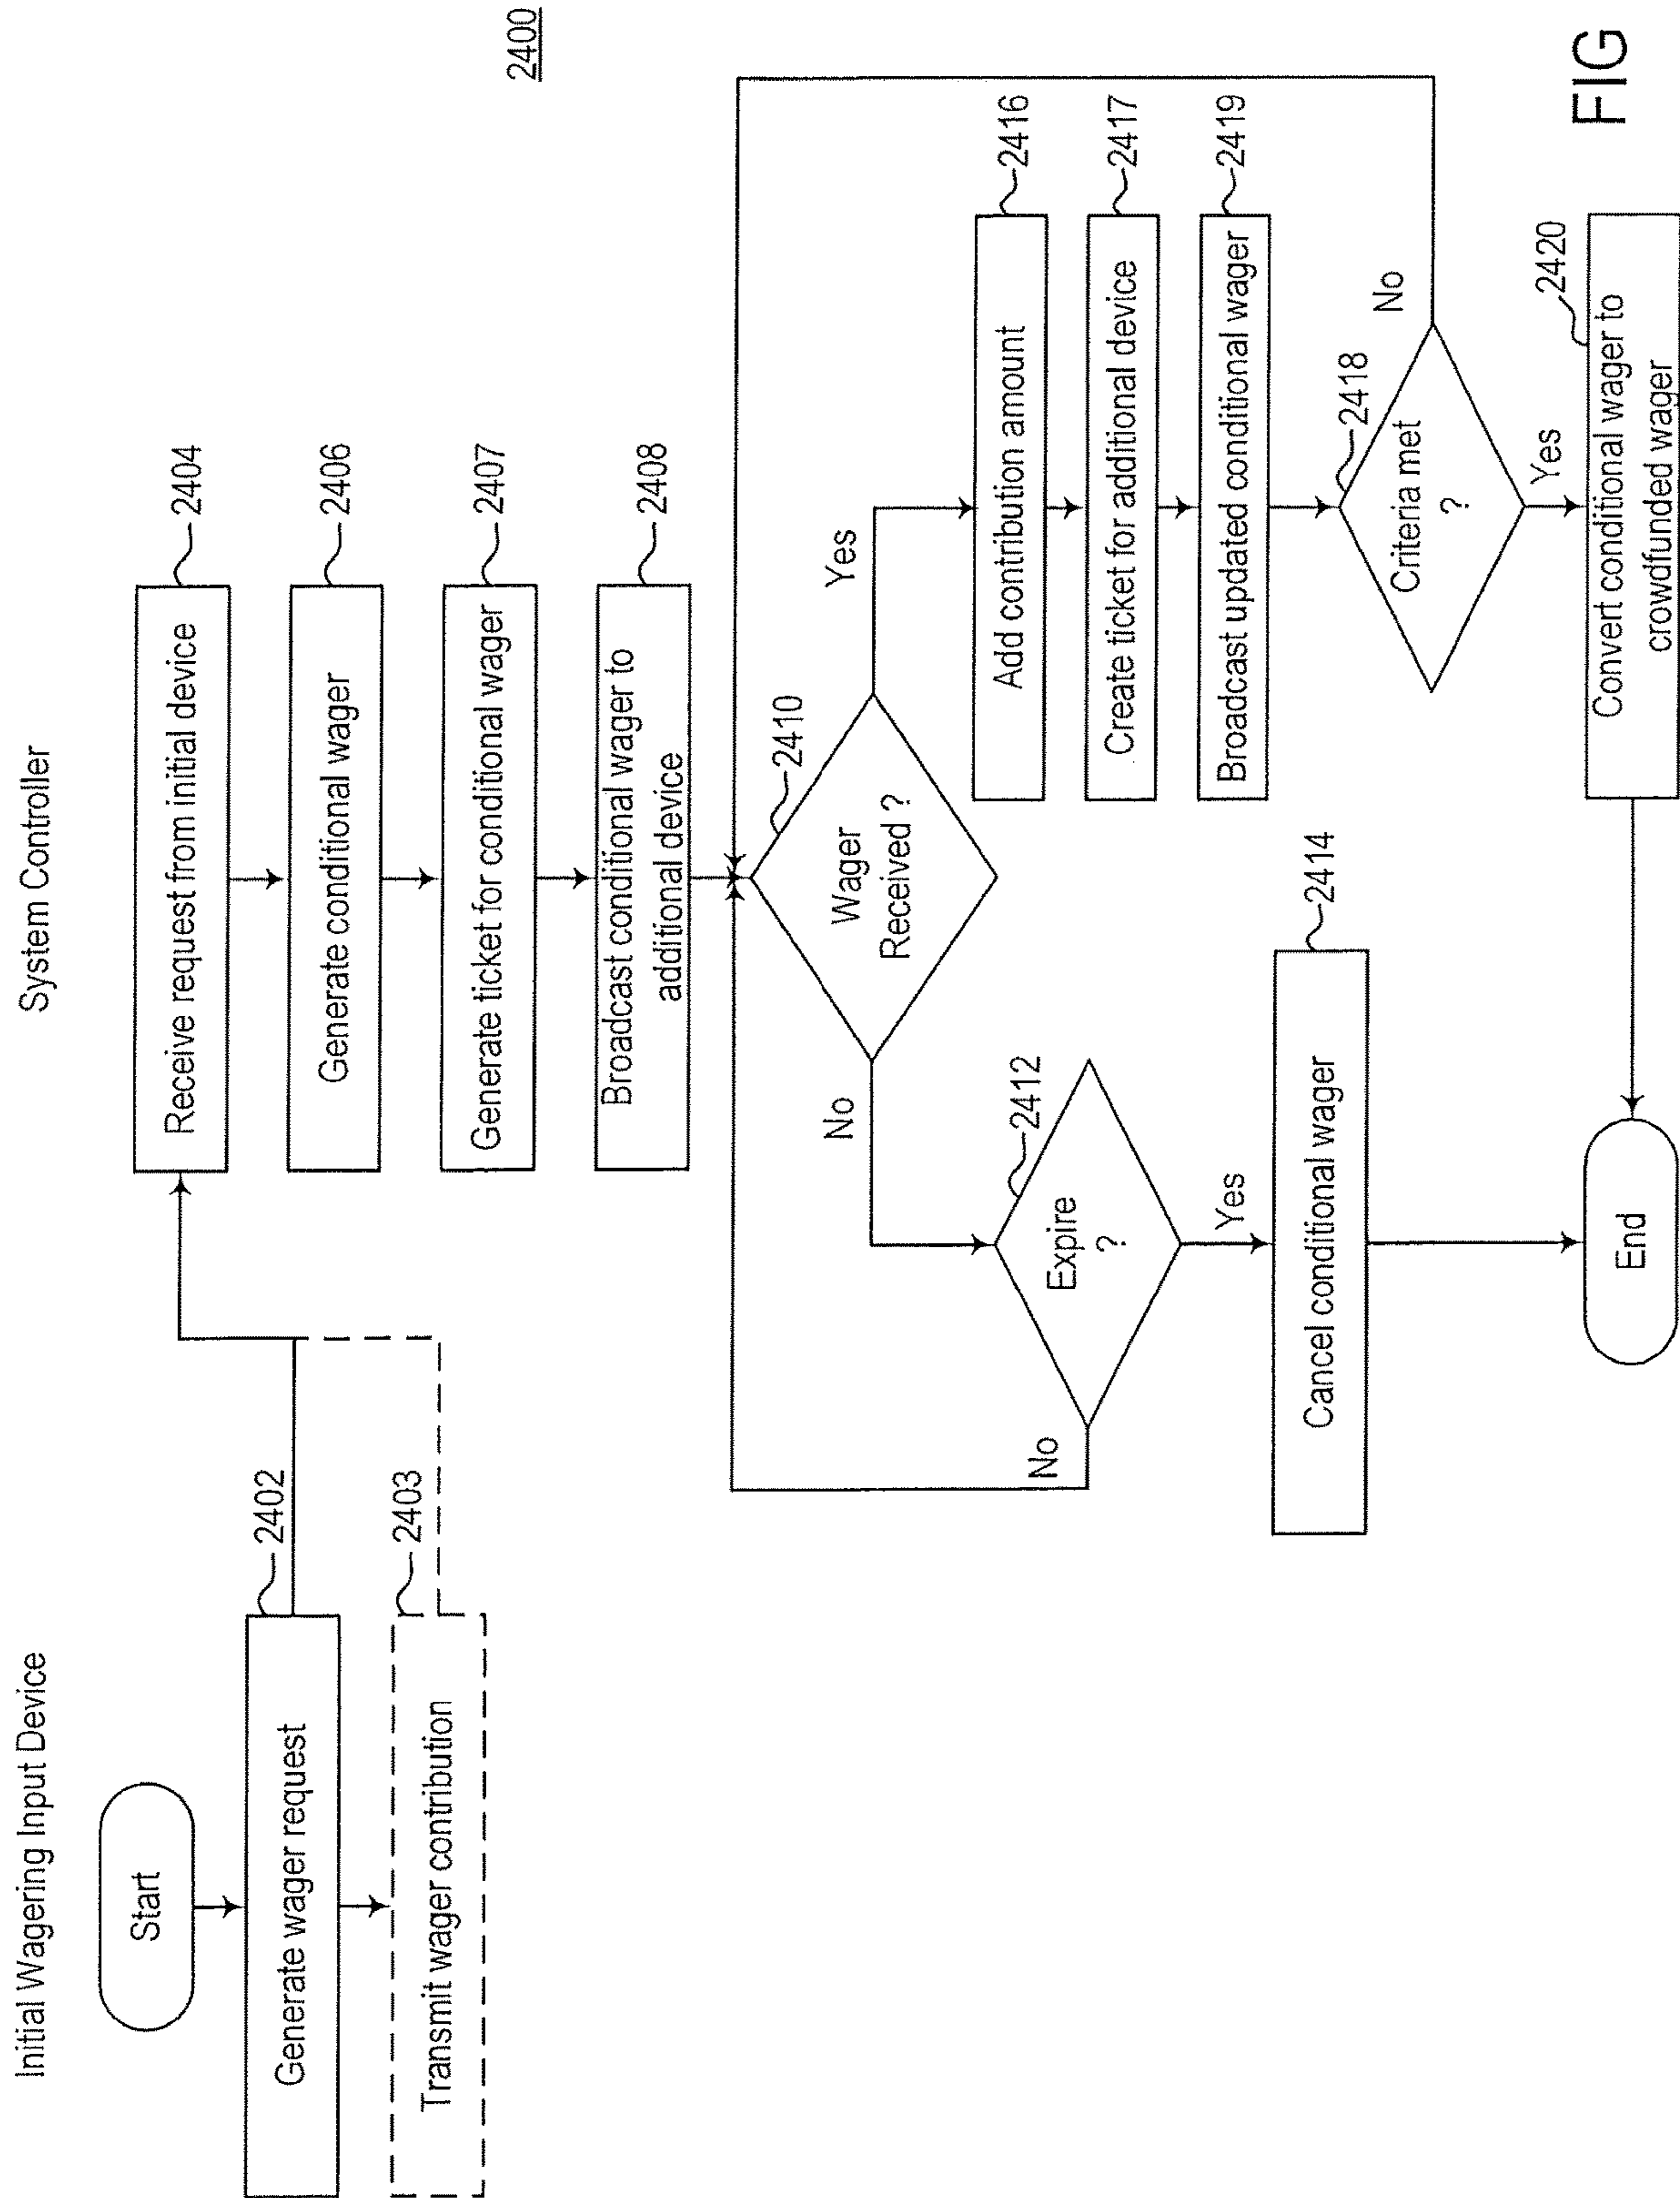 2400
Initial Wagering Input Device
System Controller
Start
Generate wager request
2402
Transmit wager contribution
2403
Receive request from initial device
2404
Generate conditional wager
2406
Generate ticket for conditional wager
2407
Broadcast conditional wager to
additional device
2408
Wager
Received ?
2410
No
Yes
Expire
?
2412
No
Yes
Cancel conditional wager
2414
Add contribution amount
2416
Create ticket for additional device
2417
Broadcast updated conditional wager
2419
Criteria met
?
2418
No
Yes
Convert conditional wager to
crowdfunded wager
2420
End
FIG